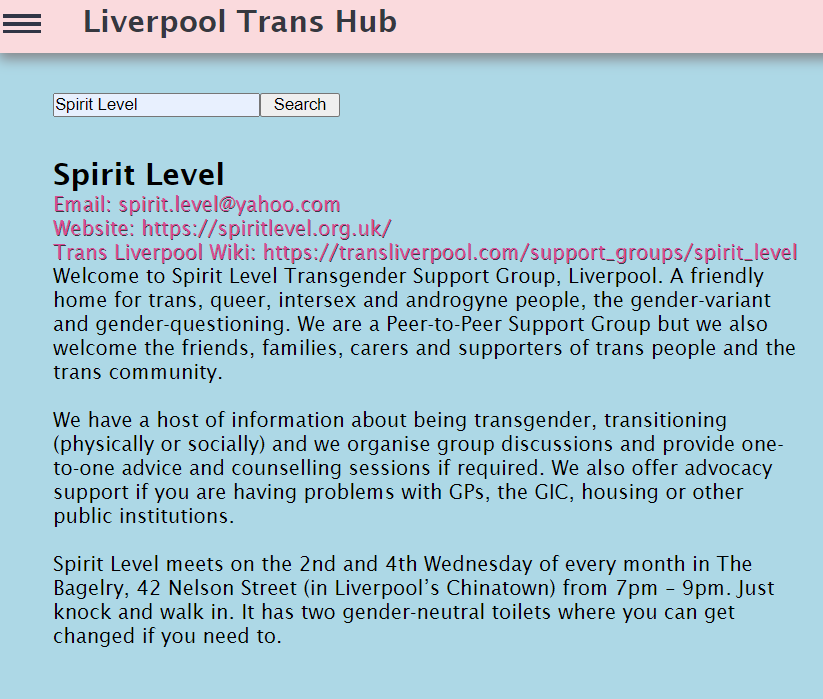 Liverpool Trans Hub
Spirit Level Search
Spirit Level
Email: spirit.level@yahoo.com
Website: https://spiritlevel.org.uk/
Trans Liverpool Wiki: https://transliverpool.com/support_groups/spirit_level
Welcome to Spirit Level Transgender Support Group, Liverpool. A friendly
home for trans, queer, intersex and androgyne people, the gender-variant
and gender-questioning. We are a Peer-to-Peer Support Group but we also
welcome the friends, families, carers and supporters of trans people and the
trans community.
We have a host of information about being transgender, transitioning
(physically or socially) and we organise group discussions and provide one-
to-one advice and counselling sessions if required. We also offer advocacy
support if you are having problems with GPs, the GIC, housing or other
public institutions.
Spirit Level meets on the 2nd and 4th Wednesday of every month in The
Bagelry, 42 Nelson Street (in Liverpool’s Chinatown) from 7pm – 9pm. Just
knock and walk in. It has two gender-neutral toilets where you can get
changed if you need to.